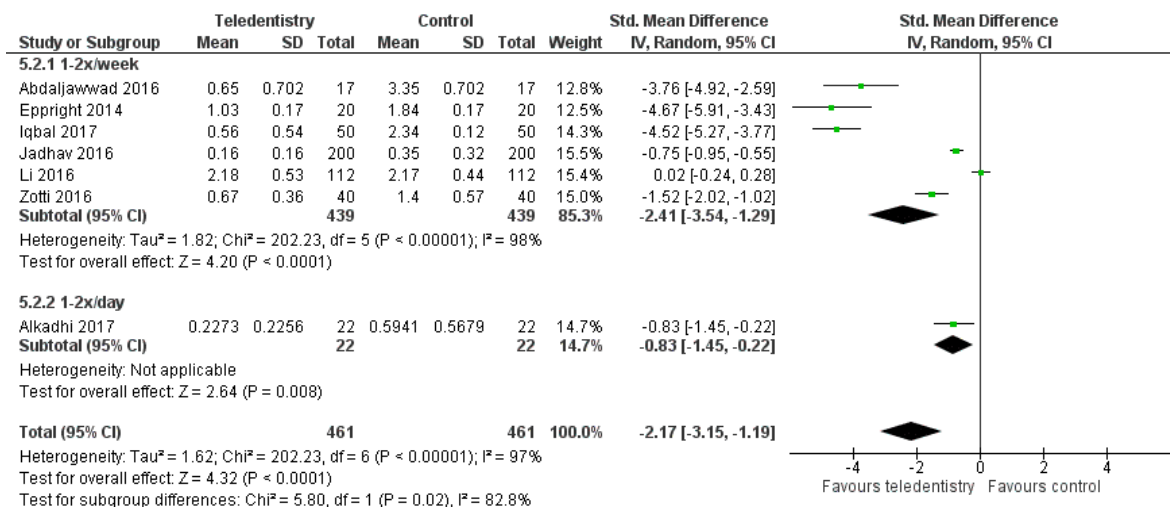 Teledentistry Control Std. Mean Difference Std. Mean Difference
Study or Subgroup Mean SD Total Mean SD Total Weight IV, Random, 95% CI IV, Random, 95% CI
5.2.1 1-2x/week
Abdaljawwad 2016 0.65 0.702 17 3.35 0.702 17 12.8% -3.76 [-4.92, -2.59]
Eppright 2014 1.03 0.17 20 1.84 0.17 20 12.5% -4.67 [-5.91, -3.43]
Iqbal 2017 0.56 0.54 50 2.34 0.12 50 14.3% -4.52 [-5.27, -3.77]
Jadhav 2016 0.16 0.16 200 0.35 0.32 200 15.5% -0.75 [-0.95, -0.55]
Li 2016 2.18 0.53 112 2.17 0.44 112 15.4% 0.02 [-0.24, 0.28]
Zotti 2016 0.67 0.36 40 1.4 0.57 40 14.7% -1.52 [-2.02, -1.02]
Subtotal (95% CI) 439 439 85.3% -2.41 [-3.54, -1.29]
Heterogeneity: Tau² = 1.82; Chi² = 202.23, df = 5 (P < 0.00001); I² = 98%
Test for overall effect: Z = 4.20 (P < 0.0001)
5.2.2 1-2x/day
Alkadhi 2017 0.2273 0.2256 22 0.5941 0.5679 22 14.7% -0.83 [-1.45, -0.22]
Subtotal (95% CI) 22 22 14.7% -0.83 [-1.45, -0.22]
Heterogeneity: Not applicable
Test for overall effect: Z = 2.64 (P = 0.008)
Total (95% CI) 461 461 100.0% -2.17 [-3.15, -1.19]
Heterogeneity: Tau² = 1.62; Chi² = 202.23, df = 6 (P < 0.00001); I² = 97%
Test for overall effect: Z = 4.32 (P < 0.0001)
Test for subgroup differences: Chi² = 5.80, df = 1 (P = 0.02), I² = 82.8%
-4 -2 0 2 4
Favours teledentistry Favours control